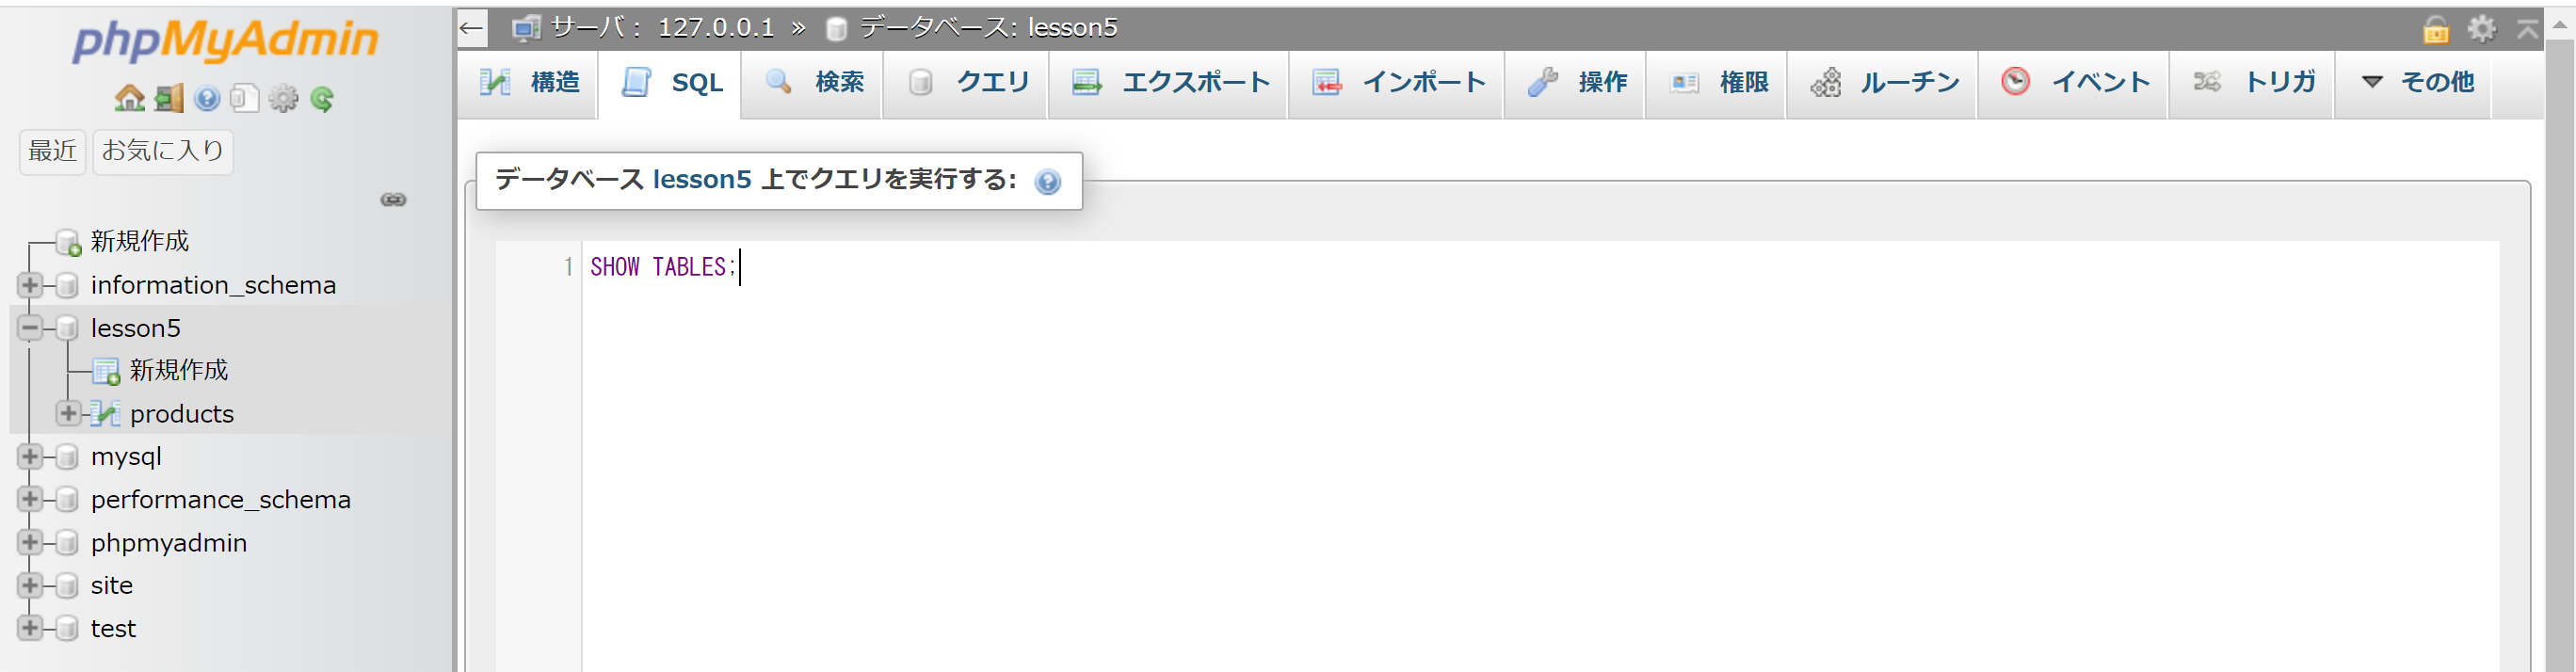 phpMyAdmin
最近 お気に入り
新規作成
information_schema
lesson5
新規作成
products
mysql
performance_schema
phpmyadmin
site
test
← サーバ： 127.0.0.1 » データベース: lesson5
構造 SQL 検索 クエリ エクスポート インポート 操作 権限 ルーチン イベント トリガ その他
データベース lesson5 上でクエリを実行する:
1 SHOW TABLES;